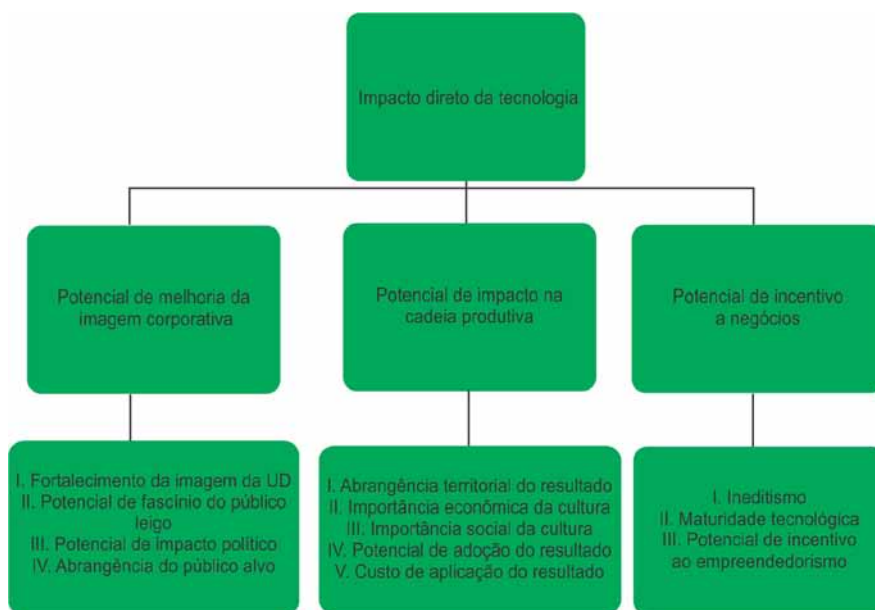 Impacto direto da tecnologia
Potencial de melhoria da
imagem corporativa
Potencial de impacto na
cadeia produtiva
Potencial de incentivo
a negócios
I. Fortalecimento da imagem da UD
II. Potencial de fascínio do público
leigo
III. Potencial de impacto político
IV. Abrangência do público alvo
I. Abrangência territorial do resultado
II. Importância econômica da cultura
III. Importância social da cultura
IV. Potencial de adoção do resultado
V. Custo de aplicação do resultado
I. Ineditismo
II. Maturidade tecnológica
III. Potencial de incentivo
ao empreendedorismo